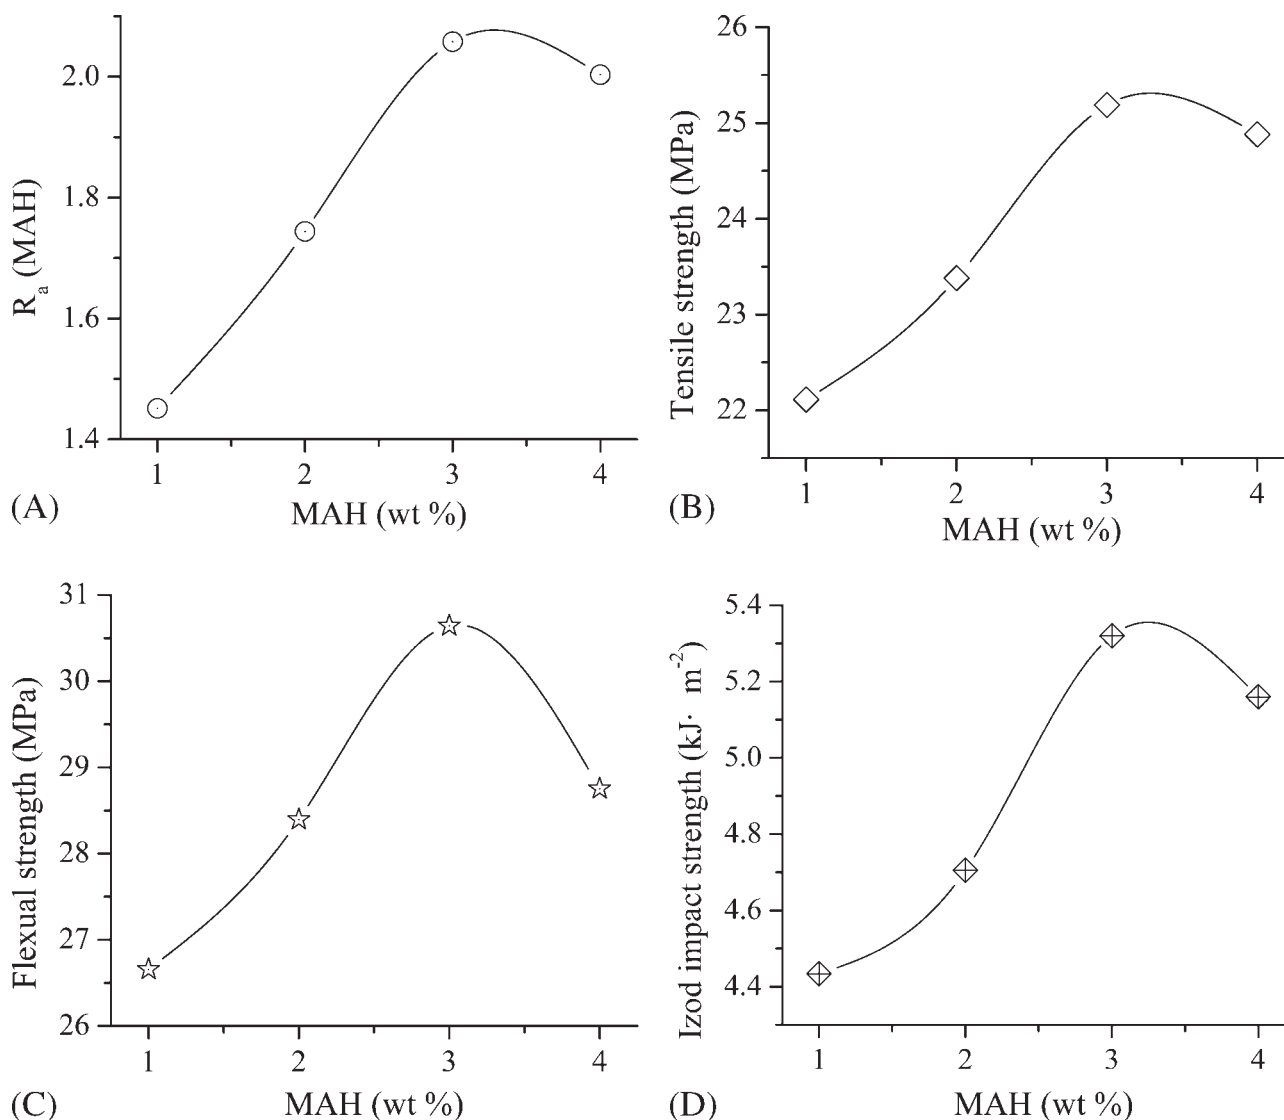 2.0
1.8
1.6
1.4
R a (MAH)
1 2 3 4
MAH (wt %)
(A)
26
25
24
23
22
Tensile strength (MPa)
1 2 3 4
MAH (wt %)
(B)
31
30
29
28
27
26
Flexual strength (MPa)
1 2 3 4
MAH (wt %)
(C)
5.4
5.2
5.0
4.8
4.6
4.4
Izod impact strength (kJ· m-2)
1 2 3 4
MAH (wt %)
(D)